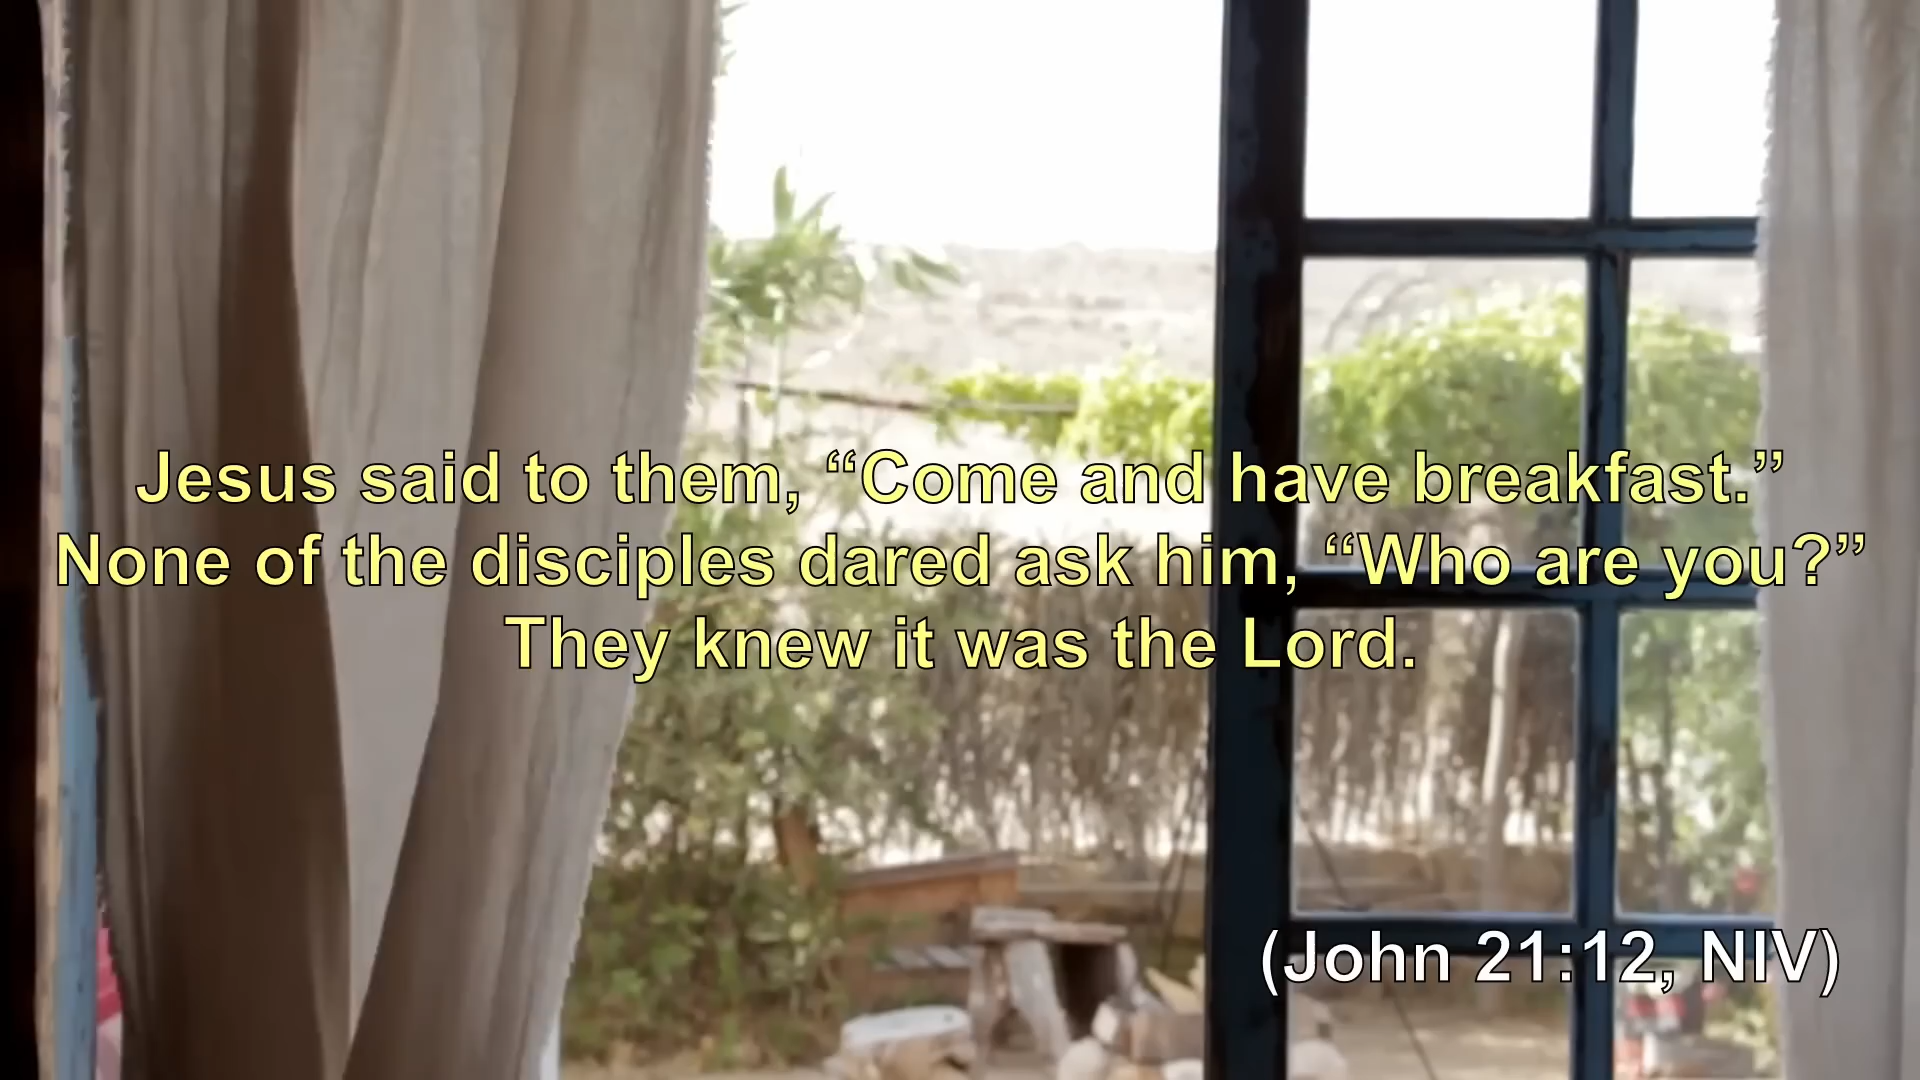 Jesus said to them, “Come and have breakfast.”
None of the disciples dared ask him, “Who are you?”
They knew it was the Lord.
(John 21:12, NIV)